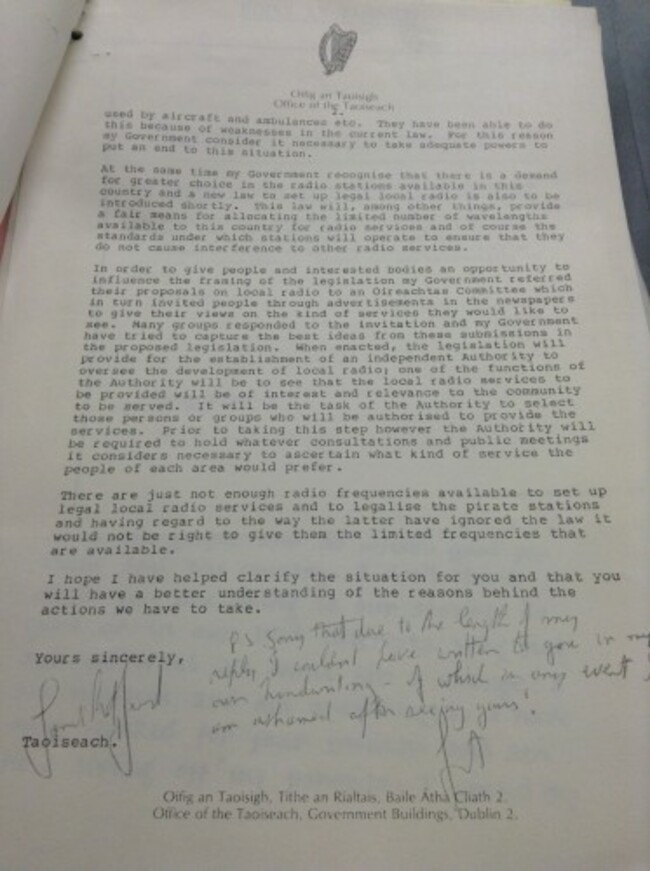 Oifig an Taoisigh
Office of the Taoiseach
2.
used by aircraft and ambulances etc. They have been able to do
this because of weaknesses in the current law. For this reason
my Government consider it necessary to take adequate powers to
put an end to this situation.
At the same time my Government recognise that there is a demand
for greater choice in the radio stations available in this
country and a new law to set up legal local radio is also to be
introduced shortly. This law will, among other things, provide
a fair means for allocating the limited number of wavelengths
available to this country for radio services and of course the
standards under which stations will operate to ensure that they
do not cause interference to other radio services.
In order to give people and interested bodies an opportunity to
influence the framing of the legislation my Government referred
their proposals on local radio to an Oireachtas Committee which
in turn invited people through advertisements in the newspapers
to give their views on the kind of services they would like to
see. Many groups responded to the invitation and my Government
have tried to capture the best ideas from these submissions in
the proposed legislation. When enacted, the legislation will
provide for the establishment of an independent Authority to
oversee the development of local radio; one of the functions of
the Authority will be to see that the local radio services to
be provided will be of interest and relevance to the community
to be served. It will be the task of the Authority to select
those persons or groups who will be authorised to provide the
services. Prior to taking this step however the Authority will
be required to hold whatever consultations and public meetings
it considers necessary to ascertain what kind of service the
people of each area would prefer.
There are just not enough radio frequencies available to set up
legal local radio services and to legalise the pirate stations
and having regard to the way the latter have ignored the law it
would not be right to give them the limited frequencies that
are available.
I hope I have helped clarify the situation for you and that you
will have a better understanding of the reasons behind the
actions we have to take.
PS Sorry that due to the length of my
reply I couldn't have written to you in my
own handwriting - of which in any event I
am ashamed after seeing yours!
Yours sincerely,
Taoiseach.
Oifig an Taoisigh, Tithe an Rialtais, Baile Átha Cliath 2.
Office of the Taoiseach, Government Buildings, Dublin 2.